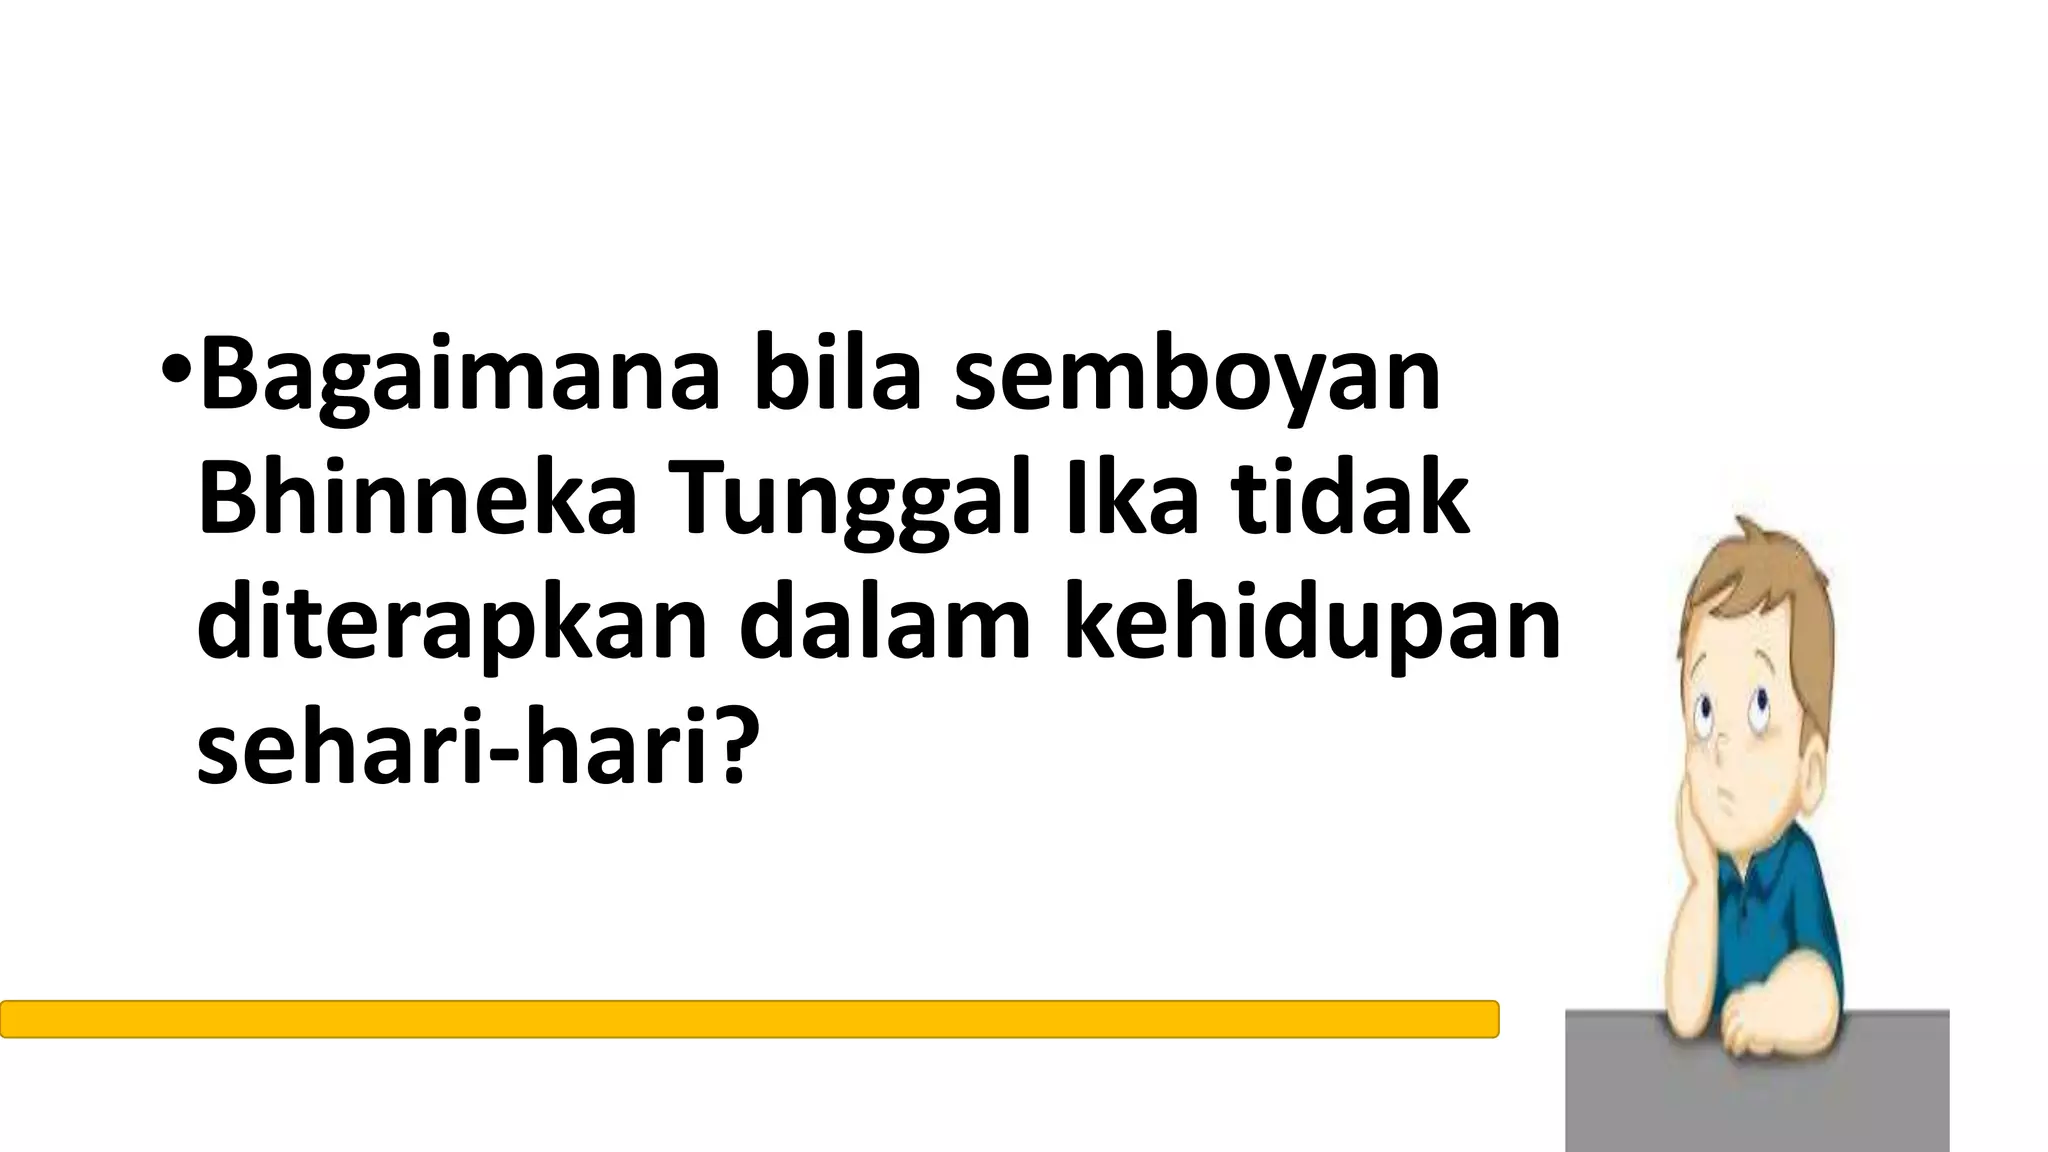 •Bagaimana bila semboyan
Bhinneka Tunggal Ika tidak
diterapkan dalam kehidupan
sehari-hari?